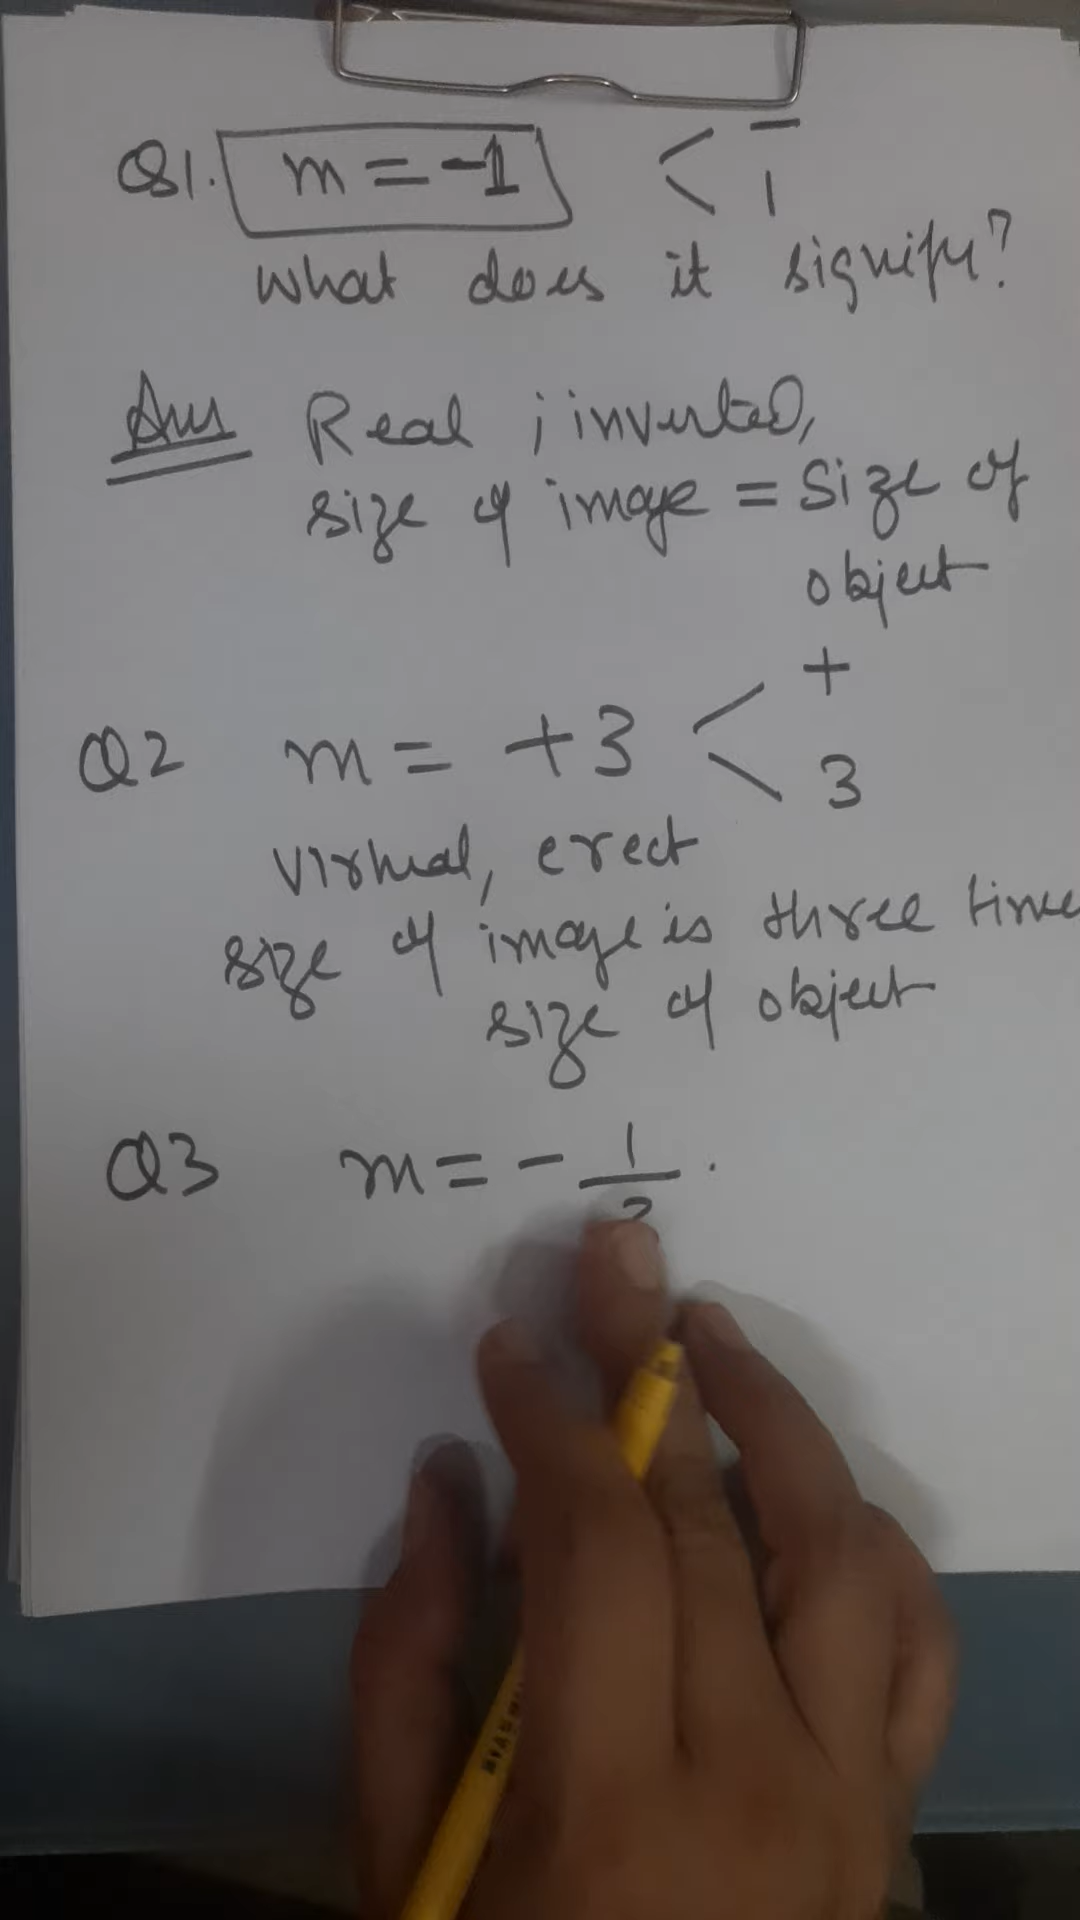 Q1. m = -1 < -
1
What does it signify?
Ans Real ; inverted,
size of image = Size of
object
+
Q2 m = +3 <
3
Virtual, erect
size of image is three time
size of object
Q3 m = - 1